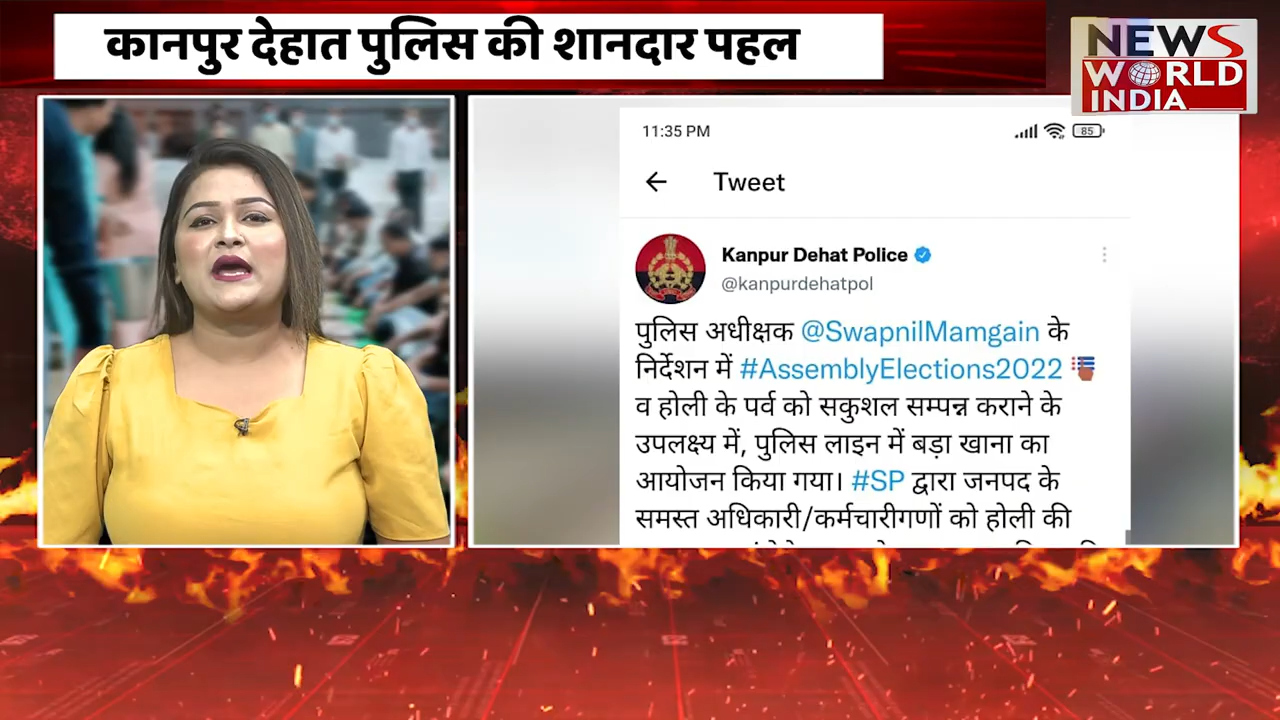 कानपुर देहात पुलिस की शानदार पहल
NEWS
WORLD
INDIA
11:35 PM
85
Tweet
Kanpur Dehat Police
@kanpurdehatpol
पुलिस अधीक्षक @SwapnilMamgain के
निर्देशन में #AssemblyElections2022
व होली के पर्व को सकुशल सम्पन्न कराने के
उपलक्ष्य में, पुलिस लाइन में बड़ा खाना का
आयोजन किया गया। #SP द्वारा जनपद के
समस्त अधिकारी/कर्मचारीगणों को होली की